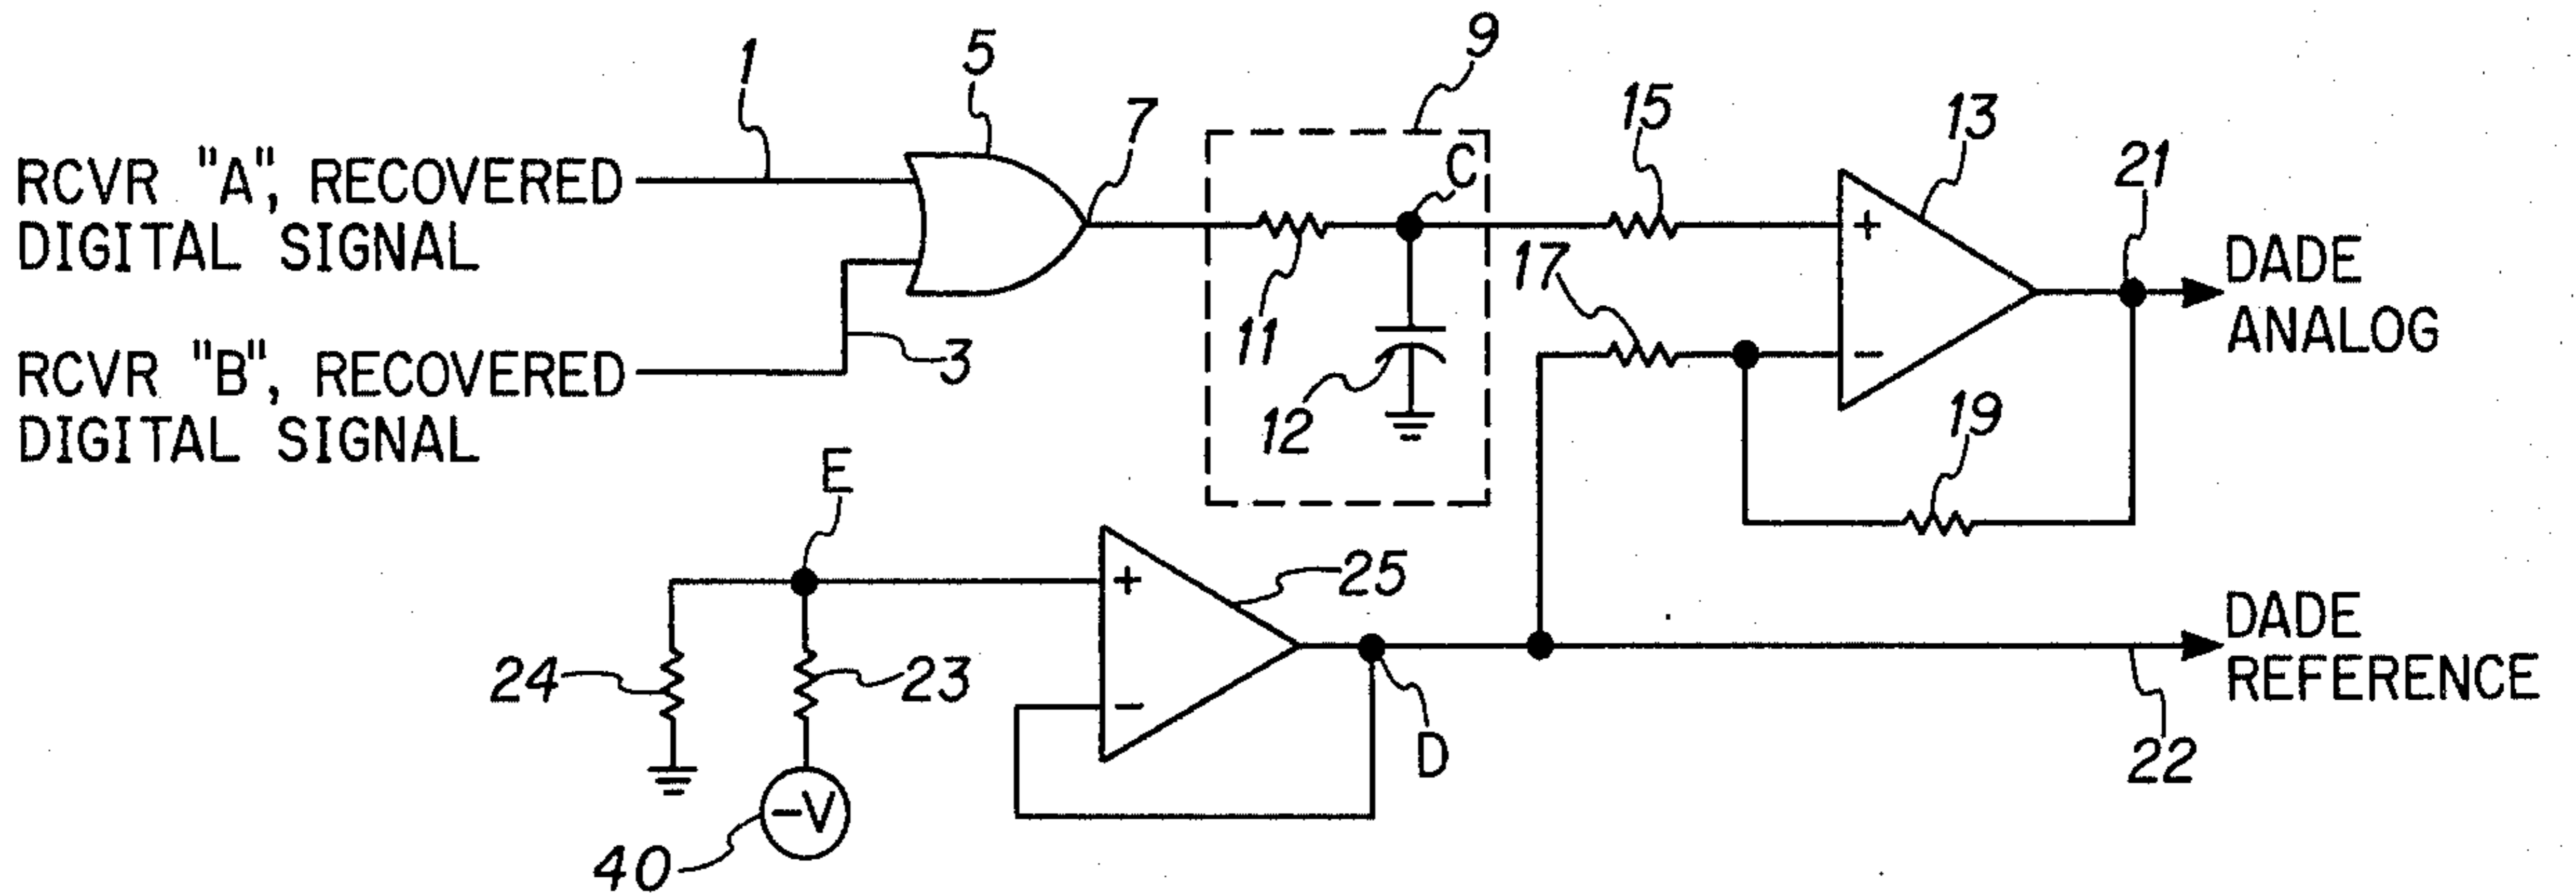 1
5
7
9
C
15
13
21
RCVR "A", RECOVERED
DIGITAL SIGNAL
RCVR "B", RECOVERED
DIGITAL SIGNAL
3
11
12
17
+
−
19
DADE
ANALOG
E
24
23
−V
40
+
−
25
D
DADE
REFERENCE
22